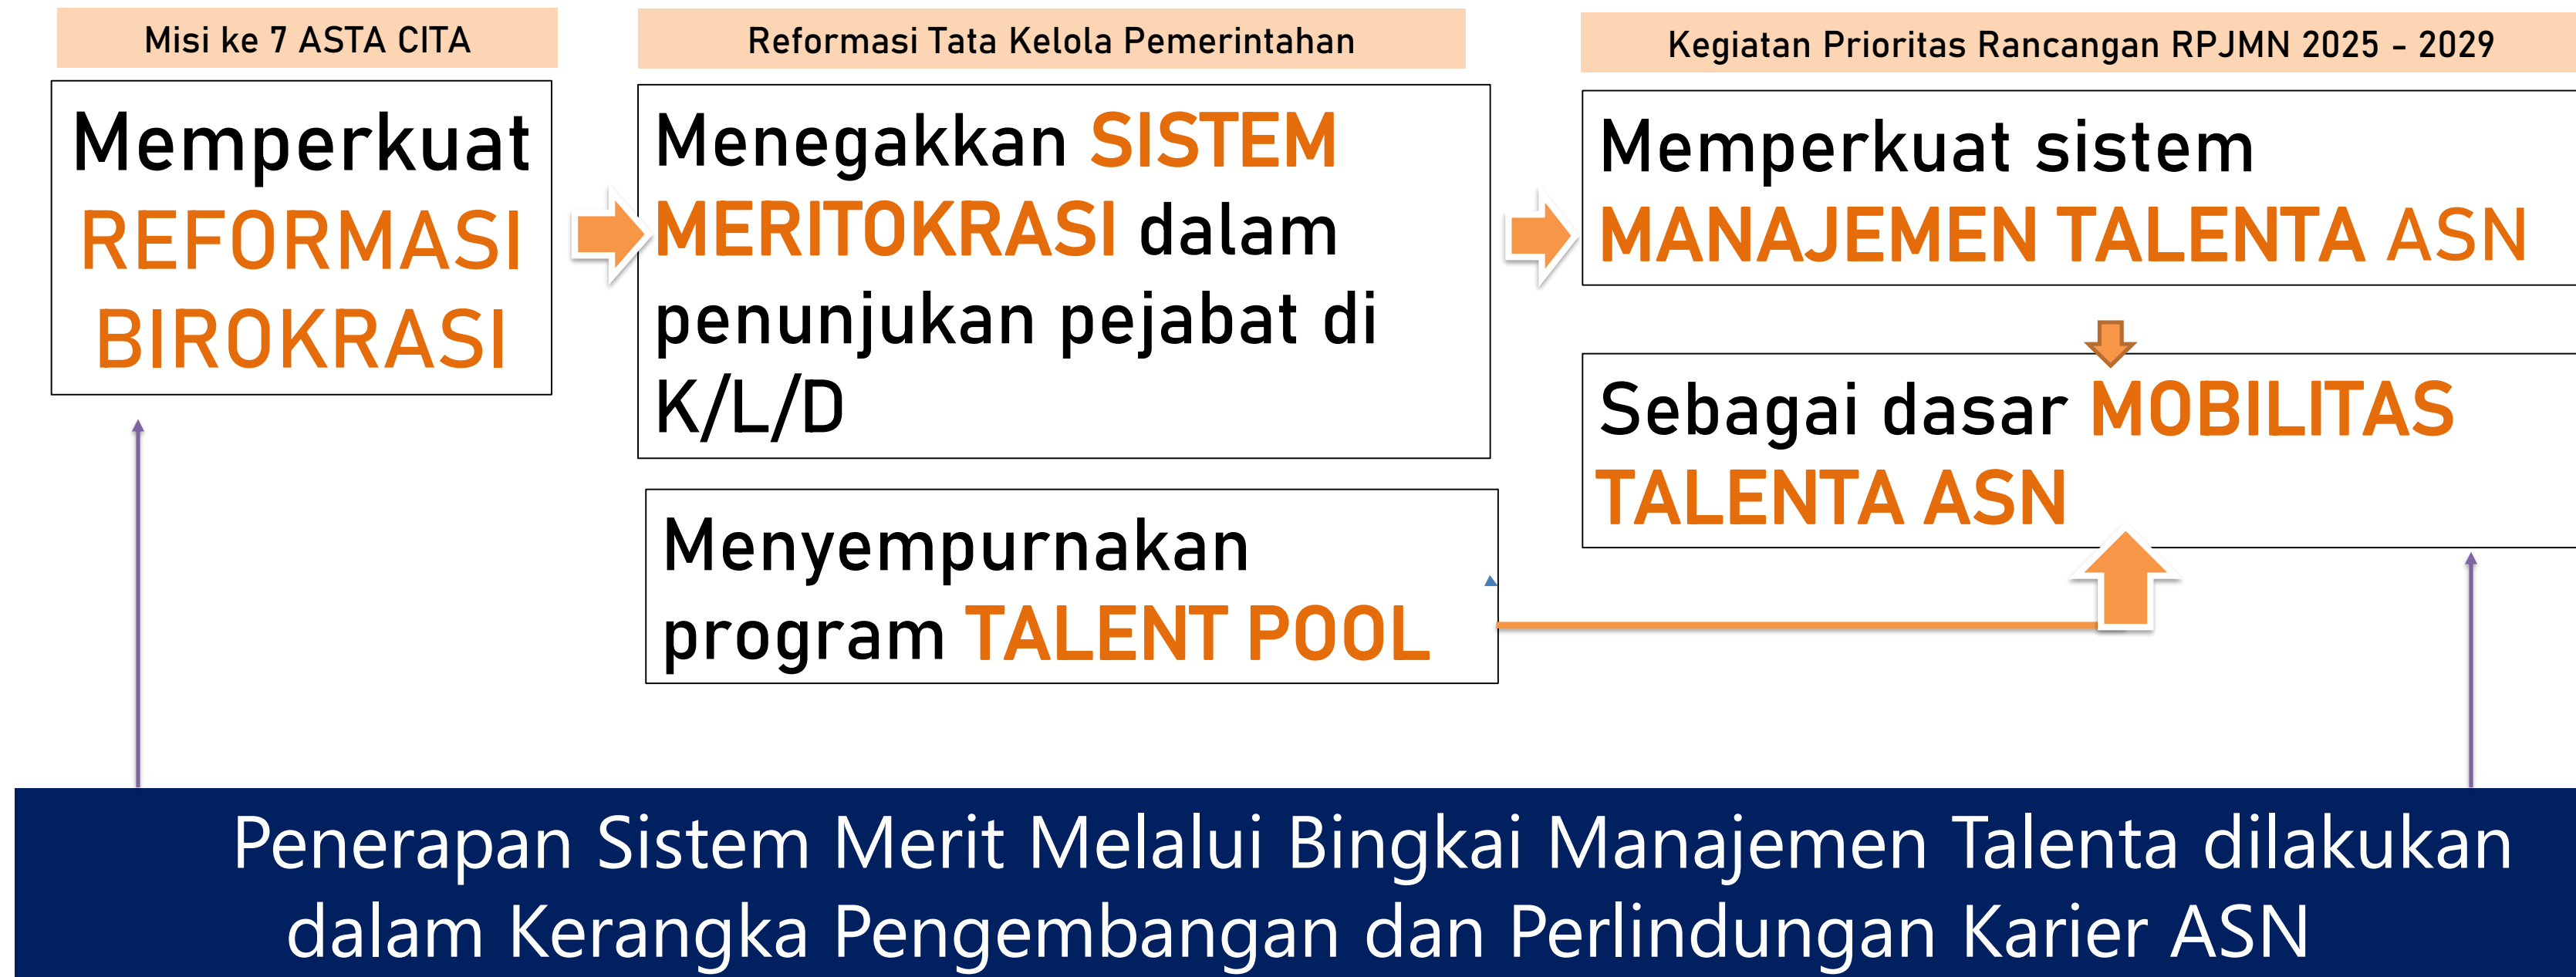 Misi ke 7 ASTA CITA
Memperkuat
REFORMASI
BIROKRASI
Reformasi Tata Kelola Pemerintahan
Menegakkan SISTEM
MERITOKRASI dalam
penunjukan pejabat di
K/L/D
Menyempurnakan
program TALENT POOL
Kegiatan Prioritas Rancangan RPJMN 2025 - 2029
Memperkuat sistem
MANAJEMEN TALENTA ASN
Sebagai dasar MOBILITAS
TALENTA ASN
Penerapan Sistem Merit Melalui Bingkai Manajemen Talenta dilakukan
dalam Kerangka Pengembangan dan Perlindungan Karier ASN